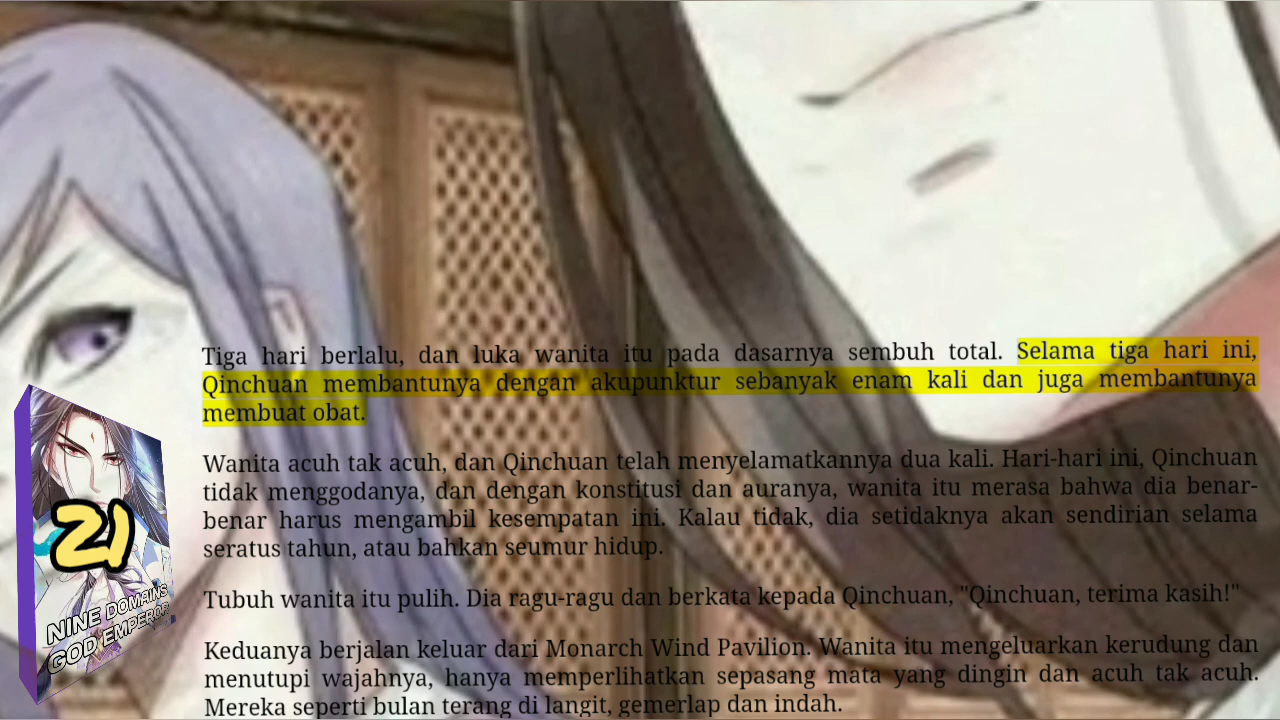 Tiga hari berlalu, dan luka wanita itu pada dasarnya sembuh total. Selama tiga hari ini,
Qinchuan membantunya dengan akupunktur sebanyak enam kali dan juga membantunya
membuat obat.
Wanita acuh tak acuh, dan Qinchuan telah menyelamatkannya dua kali. Hari-hari ini, Qinchuan
tidak menggodanya, dan dengan konstitusi dan auranya, wanita itu merasa bahwa dia benar-
benar harus mengambil kesempatan ini. Kalau tidak, dia setidaknya akan sendirian selama
seratus tahun, atau bahkan seumur hidup.
Tubuh wanita itu pulih. Dia ragu-ragu dan berkata kepada Qinchuan, "Qinchuan, terima kasih!"
Keduanya berjalan keluar dari Monarch Wind Pavilion. Wanita itu mengeluarkan kerudung dan
menutupi wajahnya, hanya memperlihatkan sepasang mata yang dingin dan acuh tak acuh.
Mereka seperti bulan terang di langit, gemerlap dan indah.
21
NINE DOMAINS
GOD EMPEROR